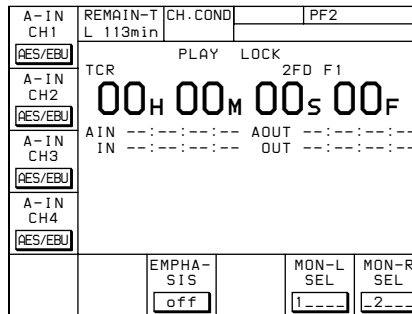 A-IN
CH1
AES/EBU
A-IN
CH2
AES/EBU
A-IN
CH3
AES/EBU
A-IN
CH4
AES/EBU
REMAIN-T CH.COND PF2
L 113min
PLAY LOCK
TCR 2FD F1
00H 00M 00S 00F
AIN --:--:--:-- AOUT --:--:--:--
IN --:--:--:-- OUT --:--:--:--
EMPHA-
SIS
off
MON-L
SEL
1____
MON-R
SEL
_2___